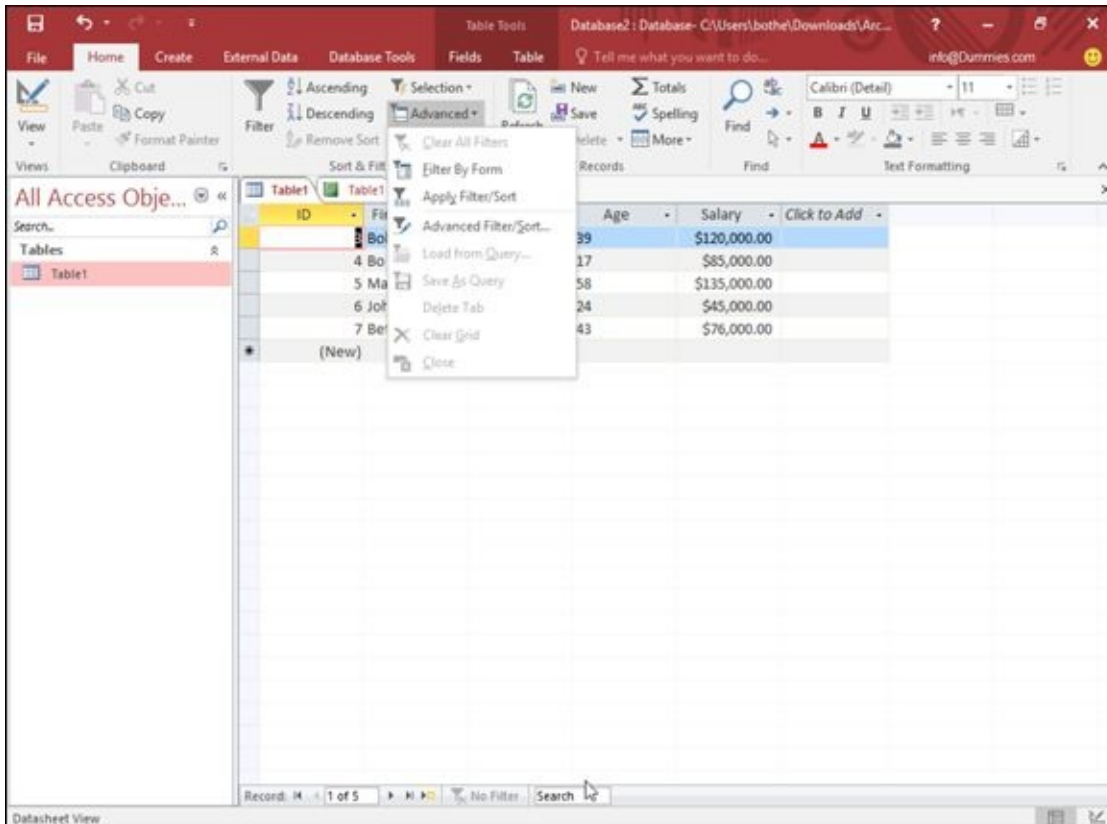 Table Tools Database2 : Database- C:\Users\bothe\Downloads\Arc... ?
File Home Create External Data Database Tools Fields Table Tell me what you want to do... info@Dummies.com
View
Paste
Cut
Copy
Format Painter
Filter
Ascending
Descending
Remove Sort
Selection
Advanced
New
Save
Totals
Spelling
More
Find
Calibri (Detail) 11
B I U
A
Views Clipboard Records Find Text Formatting
Clear All Filters
Filter By Form
Apply Filter/Sort
Advanced Filter/Sort...
Load from Query...
Save As Query
Delete Tab
Clear Grid
Close
All Access Obje...
Search...
Tables
Table1
Table1 Table1
ID Age Salary Click to Add
39 $120,000.00
4 Bo 17 $85,000.00
5 Ma 58 $135,000.00
6 Joh 24 $45,000.00
7 Be 43 $76,000.00
(New)
Record: 1 of 5 No Filter Search
Datasheet View